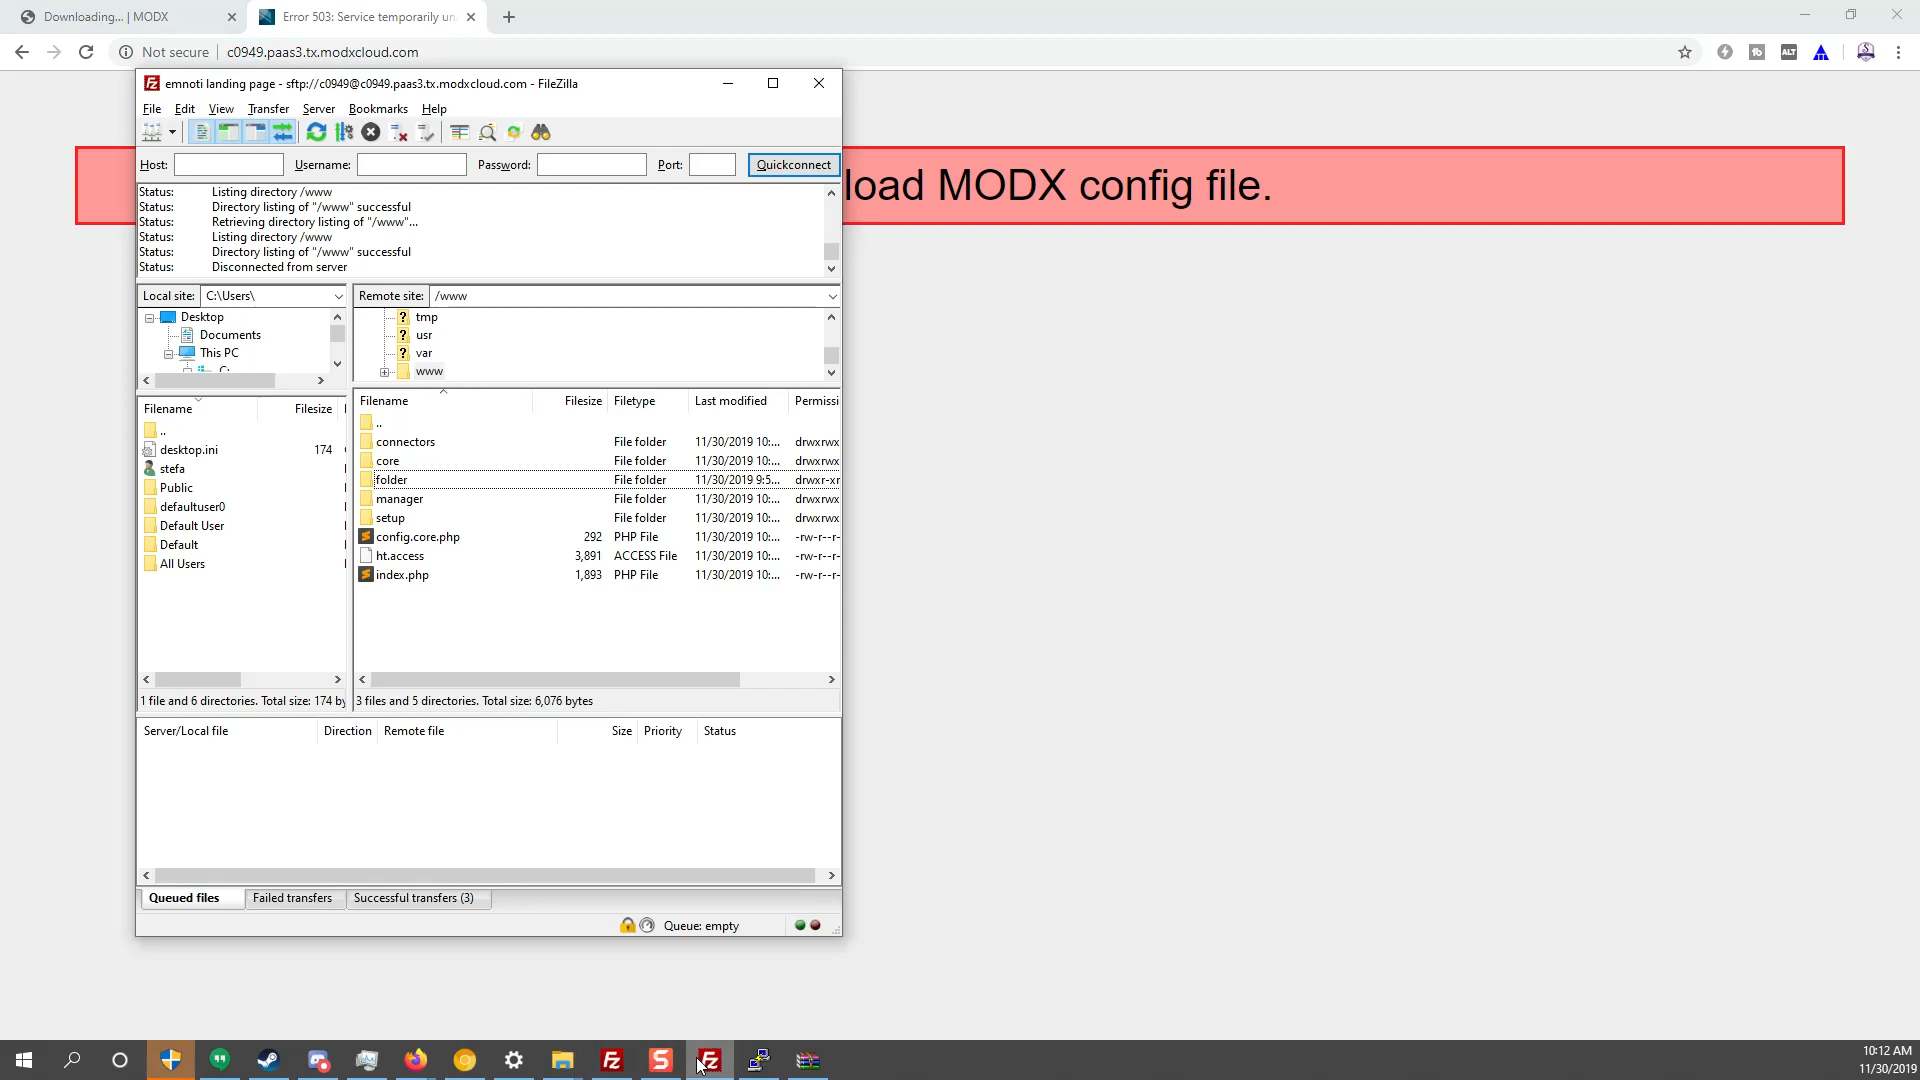 Downloading... | MODX
Error 503: Service temporarily un
Not secure
c0949.paas3.tx.modxcloud.com
tb
ALT
emnoti landing page - sftp://c0949@c0949.paas3.tx.modxcloud.com - FileZilla
File Edit View Transfer Server Bookmarks Help
Host: Username: Password: Port: Quickconnect
load MODX config file.
Status: Listing directory /www
Status: Directory listing of "/www" successful
Status: Retrieving directory listing of "/www"...
Status: Listing directory /www
Status: Directory listing of "/www" successful
Status: Disconnected from server
Local site: C:\Users\
Remote site: /www
Desktop
Documents
This PC
C:
tmp
usr
var
www
Filename Filesize
..
desktop.ini 174
stefa
Public
defaultuser0
Default User
Default
All Users
1 file and 6 directories. Total size: 174 by
Filename Filesize Filetype Last modified Permissi
..
connectors File folder 11/30/2019 10:... drwxrwx
core File folder 11/30/2019 10:... drwxrwx
folder File folder 11/30/2019 9:5... drwxr-xr
manager File folder 11/30/2019 10:... drwxrwx
setup File folder 11/30/2019 10:... drwxrwx
config.core.php 292 PHP File 11/30/2019 10:... -rw-r--r-
ht.access 3,891 ACCESS File 11/30/2019 10:... -rw-r--r-
index.php 1,893 PHP File 11/30/2019 10:... -rw-r--r-
3 files and 5 directories. Total size: 6,076 bytes
Server/Local file Direction Remote file Size Priority Status
Queued files Failed transfers Successful transfers (3)
Queue: empty
10:12 AM
11/30/2019